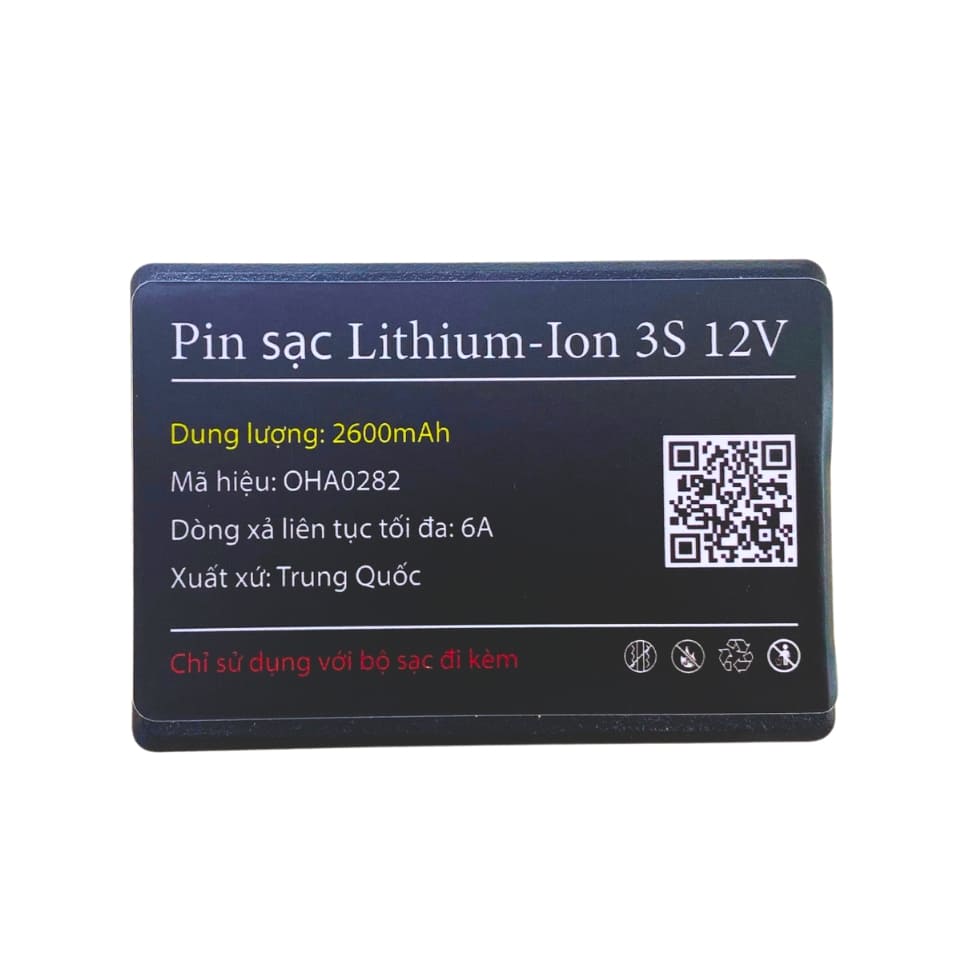 Pin sạc Lithium-Ion 3S 12V
Dung lượng: 2600mAh
Mã hiệu: OHA0282
Dòng xả liên tục tối đa: 6A
Xuất xứ: Trung Quốc
Chỉ sử dụng với bộ sạc đi kèm